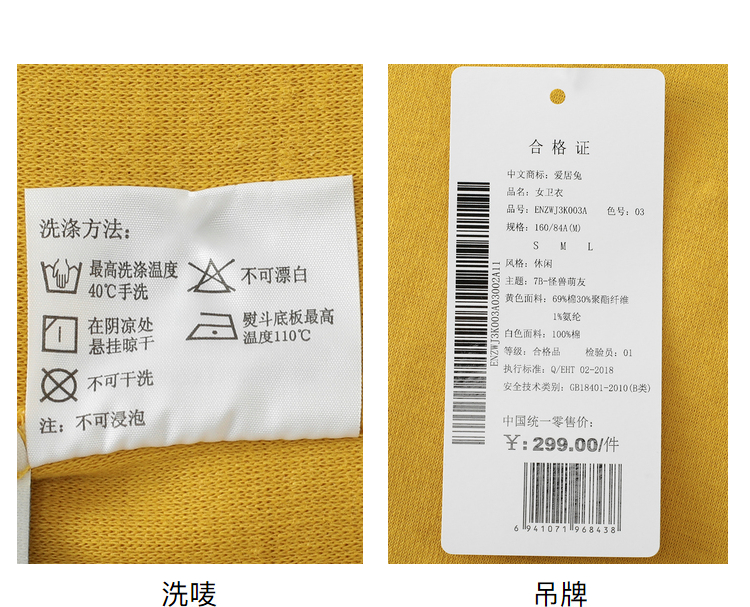 洗涤方法：
最高洗涤温度
40℃手洗
不可漂白
在阴凉处
悬挂晾干
熨斗底板最高
温度110℃
不可干洗
注：不可浸泡
洗唛
合格证
中文商标：爱居兔
品名：女卫衣
品号：ENZWJ3K003A 色号：03
规格：160/84A(M)
S M L
风格：休闲
主题：7B-怪兽萌友
黄色面料：69%棉30%聚酯纤维
1%氨纶
白色面料：100%棉
等级：合格品 检验员：01
执行标准：Q/EHT 02-2018
安全技术类别：GB18401-2010(B类)
中国统一零售价：
¥：299.00/件
6 941071 968438
ENZWJ3K003A03002A11
吊牌